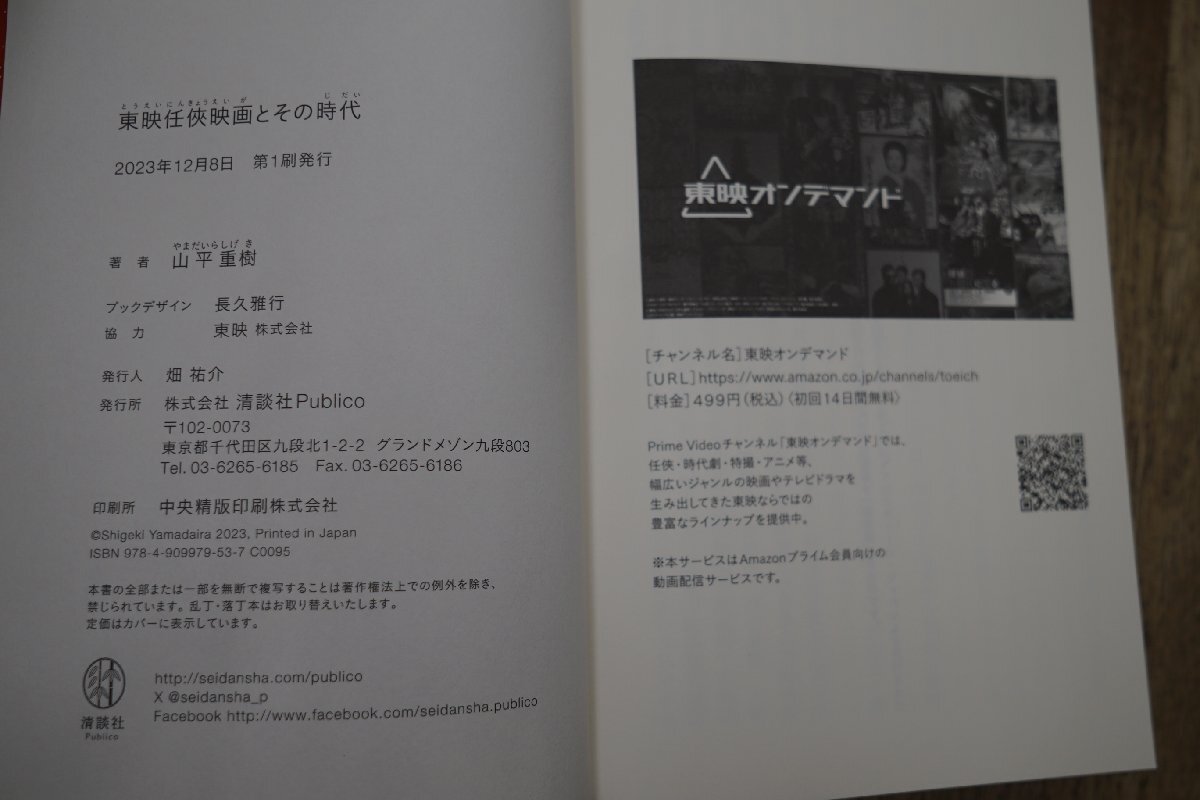 とうえいにんきょうえいが じだい
東映任俠映画とその時代
2023年12月8日 第1刷発行
やまだいらしげき
著 者 山平重樹
ブックデザイン 長久雅行
協 力 東映 株式会社
発行人 畑 祐介
発行所 株式会社 清談社Publico
〒102-0073
東京都千代田区九段北1-2-2 グランドメゾン九段803
Tel. 03-6265-6185 Fax. 03-6265-6186
印刷所 中央精版印刷株式会社
©Shigeki Yamadaira 2023, Printed in Japan
ISBN 978-4-909979-53-7 C0095
本書の全部または一部を無断で複写することは著作権法上での例外を除き、
禁じられています。乱丁・落丁本はお取り替えいたします。
定価はカバーに表示しています。
清談社
Publico
http://seidansha.com/publico
X @seidansha_p
Facebook http://www.facebook.com/seidansha.publico
東映オンデマンド
[チャンネル名]東映オンデマンド
[URL]https://www.amazon.co.jp/channels/toeich
[料金]499円(税込)〈初回14日間無料〉
Prime Videoチャンネル「東映オンデマンド」では、
任俠・時代劇・特撮・アニメ等、
幅広いジャンルの映画やテレビドラマを
生み出してきた東映ならではの
豊富なラインナップを提供中。
※本サービスはAmazonプライム会員向けの
動画配信サービスです。